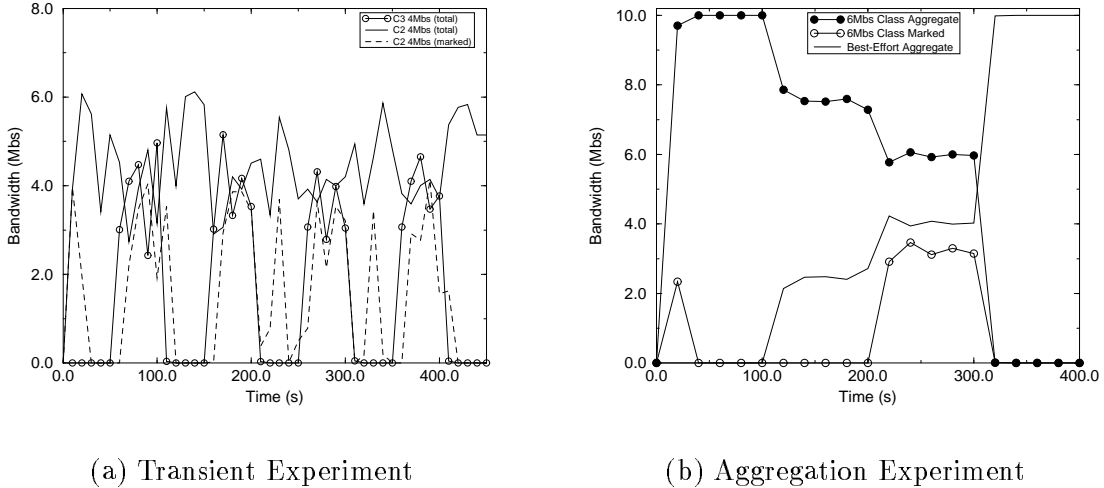 8.0
6.0
4.0
2.0
0.0
Bandwidth (Mbs)
C3 4Mbs (total)
C2 4Mbs (total)
C2 4Mbs (marked)
0.0 100.0 200.0 300.0 400.0
Time (s)
(a) Transient Experiment
10.0
8.0
6.0
4.0
2.0
0.0
Bandwidth (Mbs)
6Mbs Class Aggregate
6Mbs Class Marked
Best-Effort Aggregate
0.0 100.0 200.0 300.0 400.0
Time (s)
(b) Aggregation Experiment